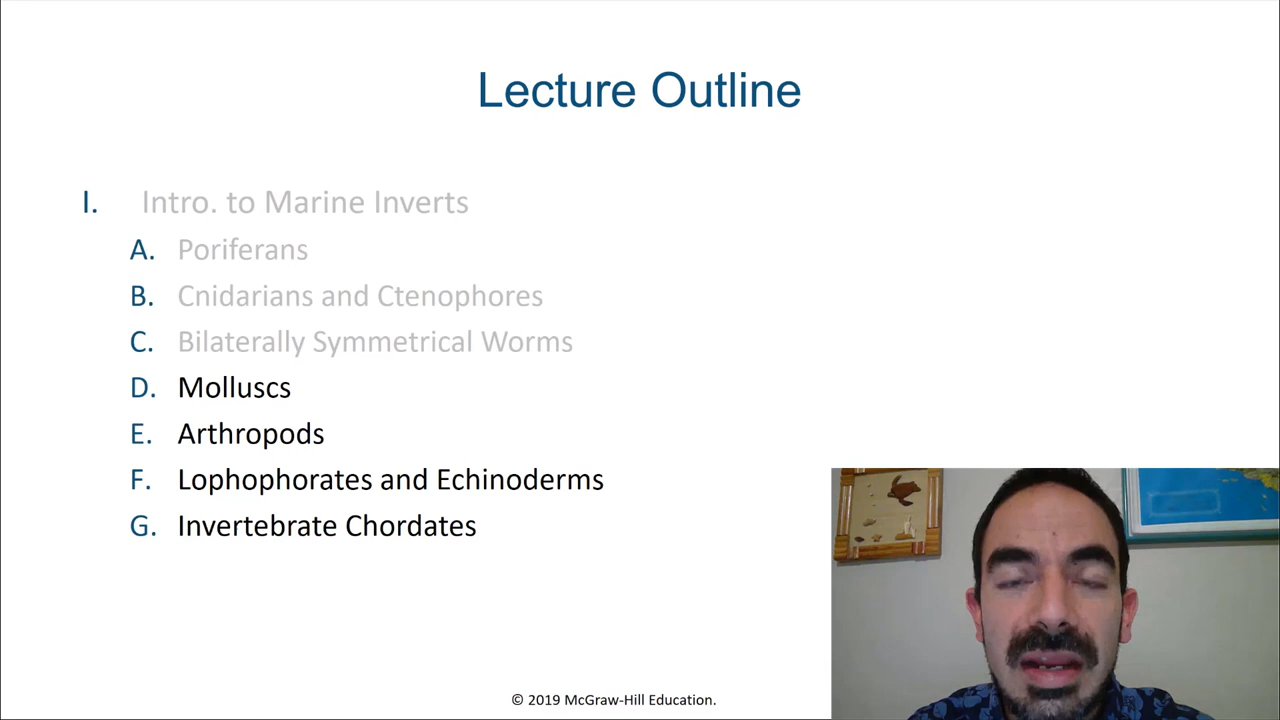 Lecture Outline
I. Intro. to Marine Inverts
A. Poriferans
B. Cnidarians and Ctenophores
C. Bilaterally Symmetrical Worms
D. Molluscs
E. Arthropods
F. Lophophorates and Echinoderms
G. Invertebrate Chordates
© 2019 McGraw-Hill Education.